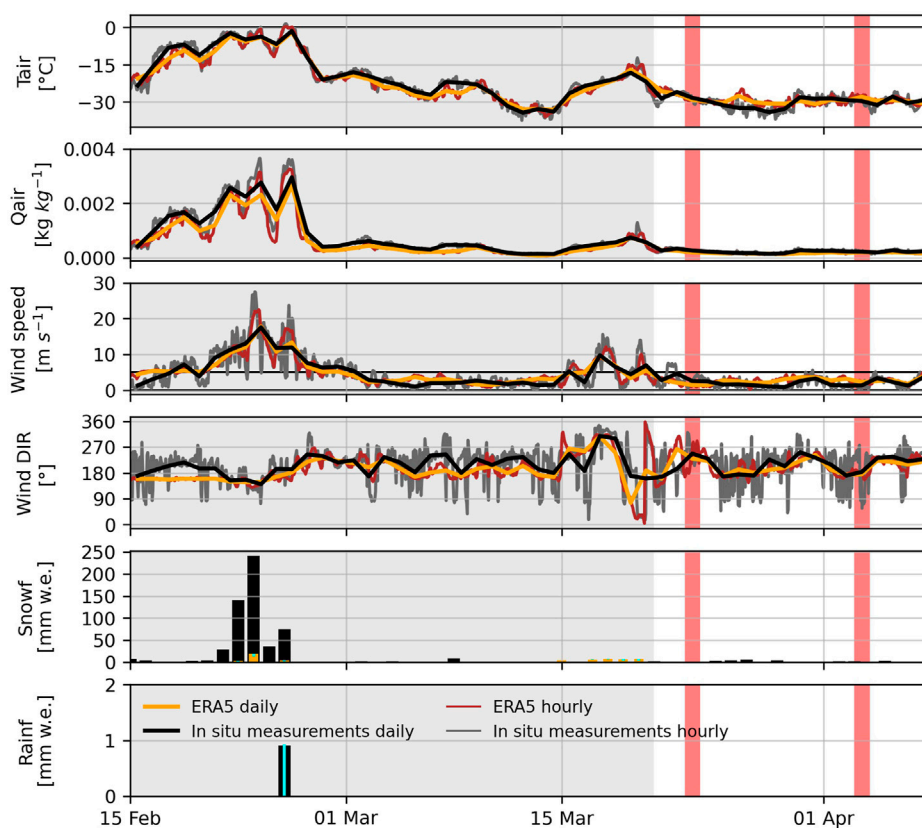 0
−15
−30
Tair
[°C]
0.004
0.002
0.000
Qair
[kg kg⁻¹]
30
20
10
0
Wind speed
[m s⁻¹]
360
270
180
90
0
Wind DIR
[°]
250
200
150
100
50
0
Snowf
[mm w.e.]
2
1
0
Rainf
[mm w.e.]
ERA5 daily
In situ measurements daily
ERA5 hourly
In situ measurements hourly
15 Feb
01 Mar
15 Mar
01 Apr